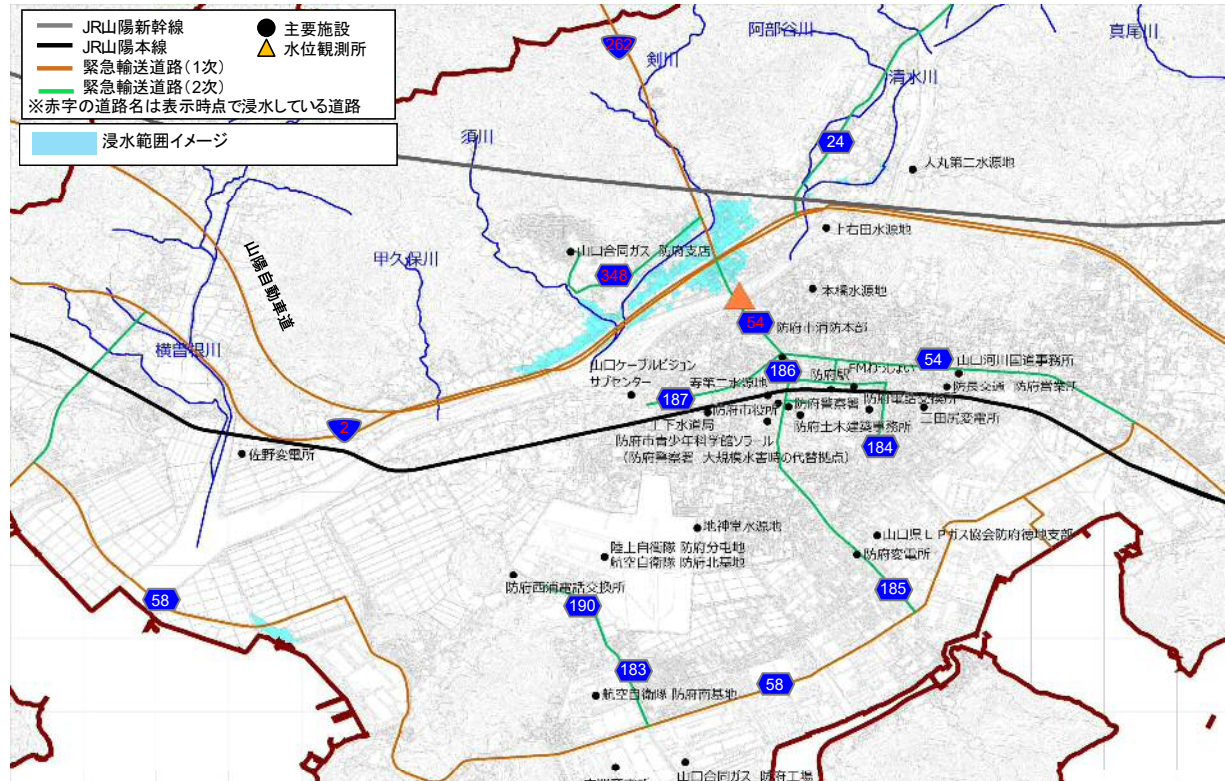 JR山陽新幹線
JR山陽本線
緊急輸送道路(1次)
緊急輸送道路(2次)
※赤字の道路名は表示時点で浸水している道路
主要施設
水位観測所
浸水範囲イメージ
262
剣川
阿部谷川
清水川
真尾川
須川
24
人丸第二水源地
上右田水源地
山口合同ガス 防府支店
348
甲久保川
山陽自動車道
本橋水源地
54
防府市消防本部
横曽根川
山口ケーブルビジョン
サブセンター
寿第二水源地
186
防府駅
FMわっしょい
54
山口河川国道事務所
187
防長交通 防府営業所
防府市役所
防府警察署
防府電話交換所
上下水道局
防府土木建築事務所
三田尻変電所
2
佐野変電所
防府市青少年科学館ソラール
(防府警察署 大規模水害時の代替拠点)
184
地神堂水源地
山口県LPガス協会防府徳地支部
陸上自衛隊 防府分屯地
航空自衛隊 防府北基地
防府変電所
防府西浦電話交換所
58
190
185
183
58
航空自衛隊 防府南基地
山口合同ガス 防府工場